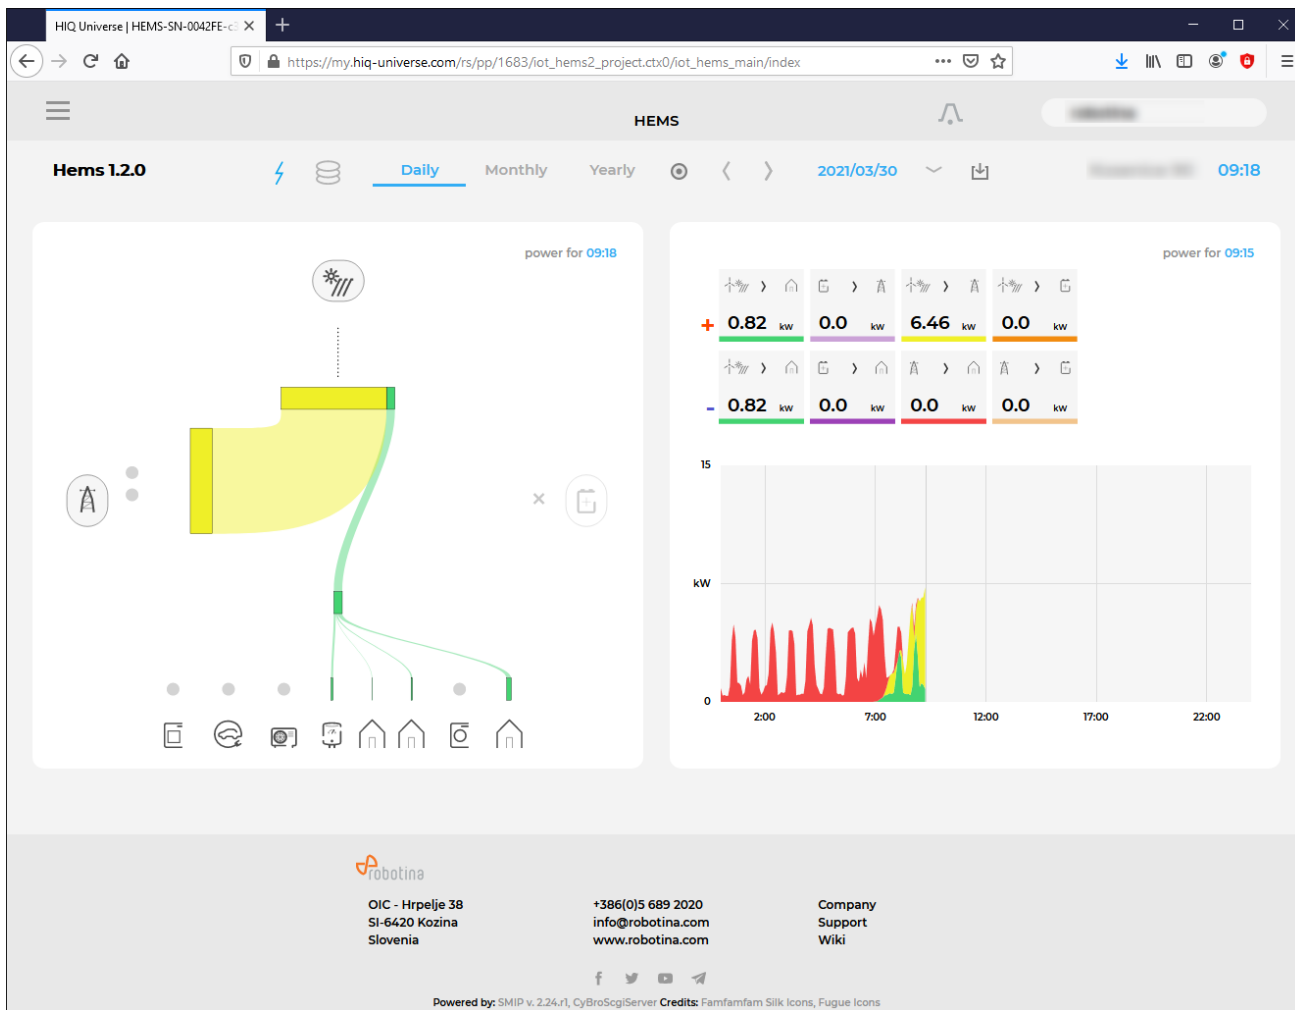 HIQ Universe | HEMS-SN-0042FE-c3
https://my.hiq-universe.com/rs/pp/1683/iot_hems2_project.ctx0/iot_hems_main/index
HEMS
Hems 1.2.0
Daily
Monthly
Yearly
2021/03/30
09:18
power for 09:18
power for 09:15
+ 0.82 kW 0.0 kW 6.46 kW 0.0 kW
- 0.82 kW 0.0 kW 0.0 kW 0.0 kW
15
kW
0
2:00 7:00 12:00 17:00 22:00
robotina
OIC - Hrpelje 38
SI-6420 Kozina
Slovenia
+386(0)5 689 2020
info@robotina.com
www.robotina.com
Company
Support
Wiki
Powered by: SMIP v. 2.24.r1, CyBroScgiServer Credits: Famfamfam Silk Icons, Fugue Icons